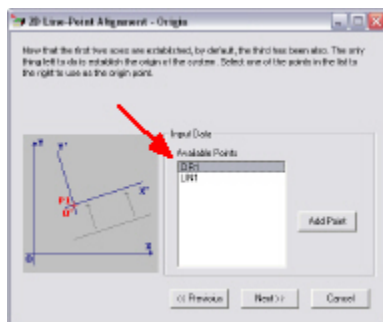 2D Line-Point Alignment - Origin
Now that the first two axes are established, by default, the third has been also. The only
thing left to do is establish the origin of the system. Select one of the points in the list to
the right to use as the origin point.
Input Data
Available Points
CIR1
LIN1
Add Point
Y
Y'
X'
P1
O'
X
O
<< Previous
Next >>
Cancel